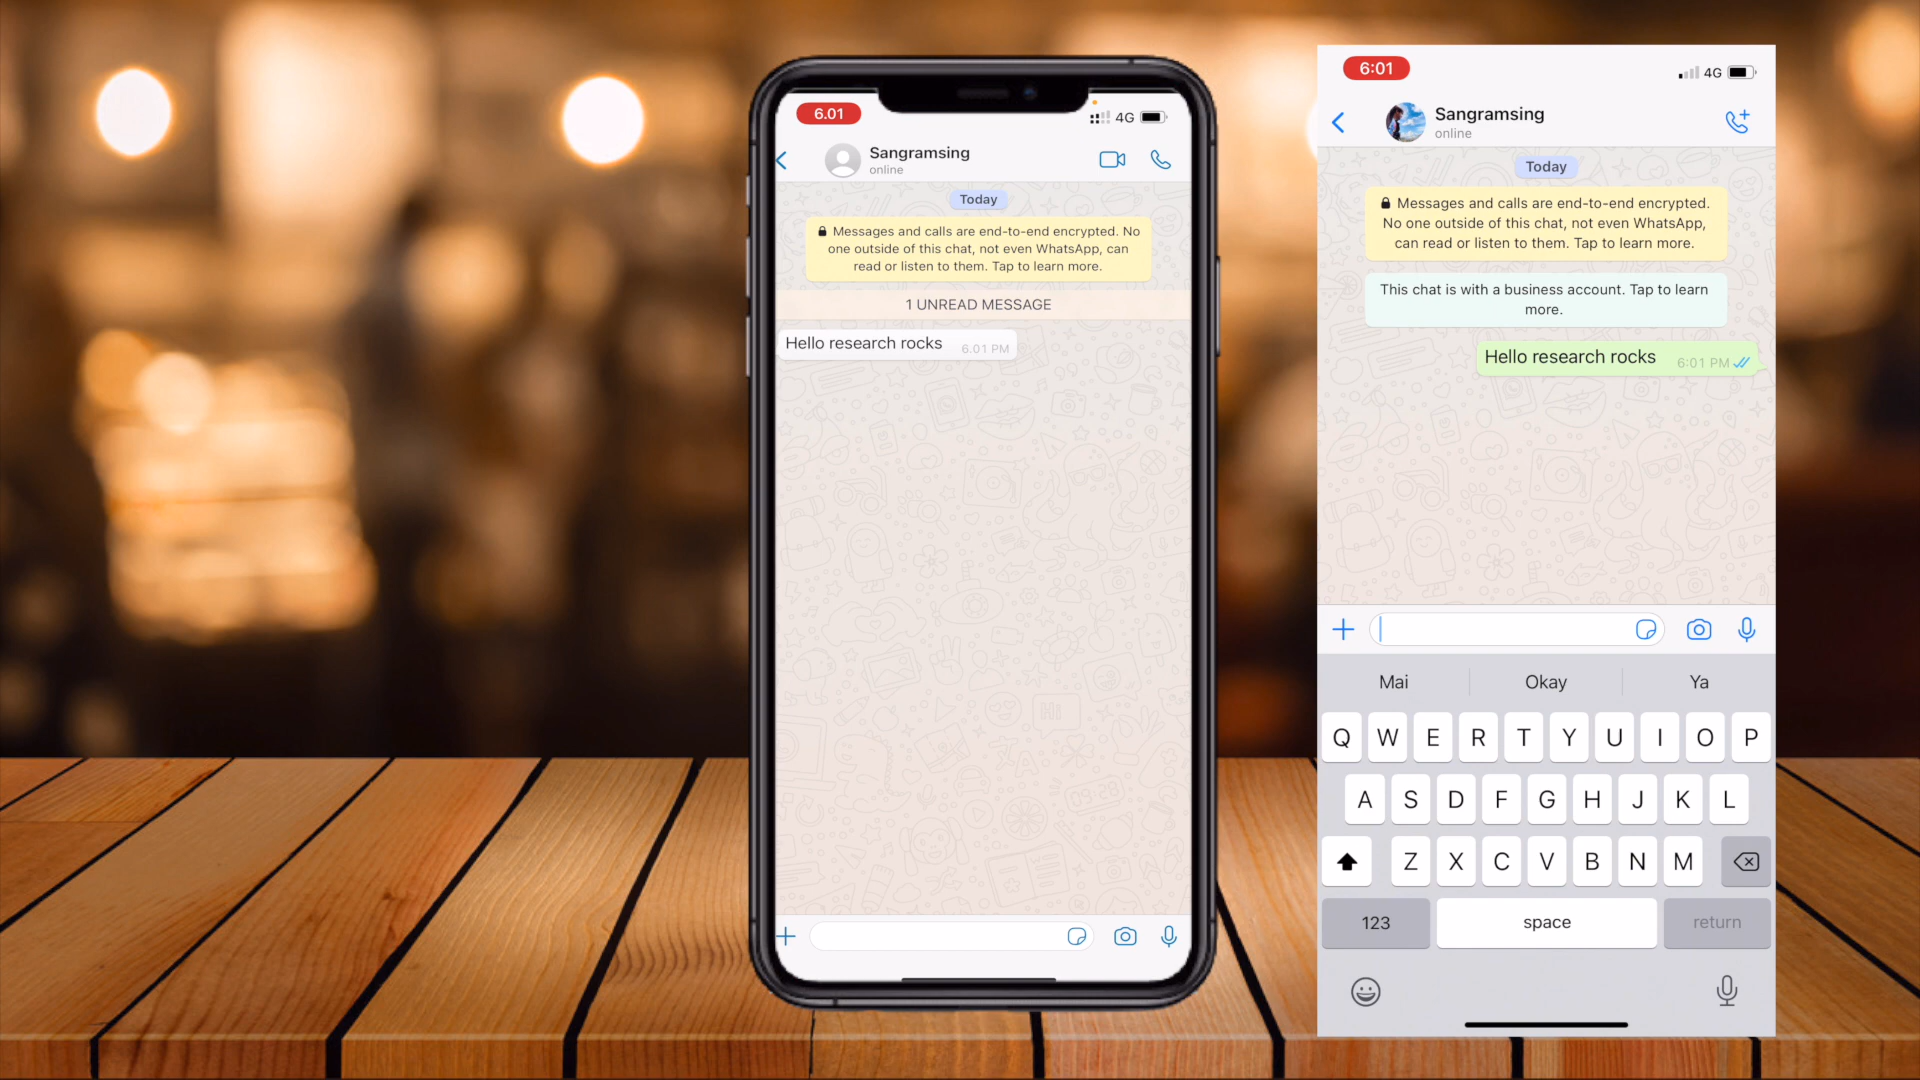 6.01
4G
Sangramsing
online
Today
Messages and calls are end-to-end encrypted. No
one outside of this chat, not even WhatsApp, can
read or listen to them. Tap to learn more.
1 UNREAD MESSAGE
Hello research rocks
6.01 PM
6:01
4G
Sangramsing
online
Today
Messages and calls are end-to-end encrypted.
No one outside of this chat, not even WhatsApp,
can read or listen to them. Tap to learn more.
This chat is with a business account. Tap to learn
more.
Hello research rocks
6:01 PM
Mai Okay Ya
Q W E R T Y U I O P
A S D F G H J K L
Z X C V B N M
123 space return